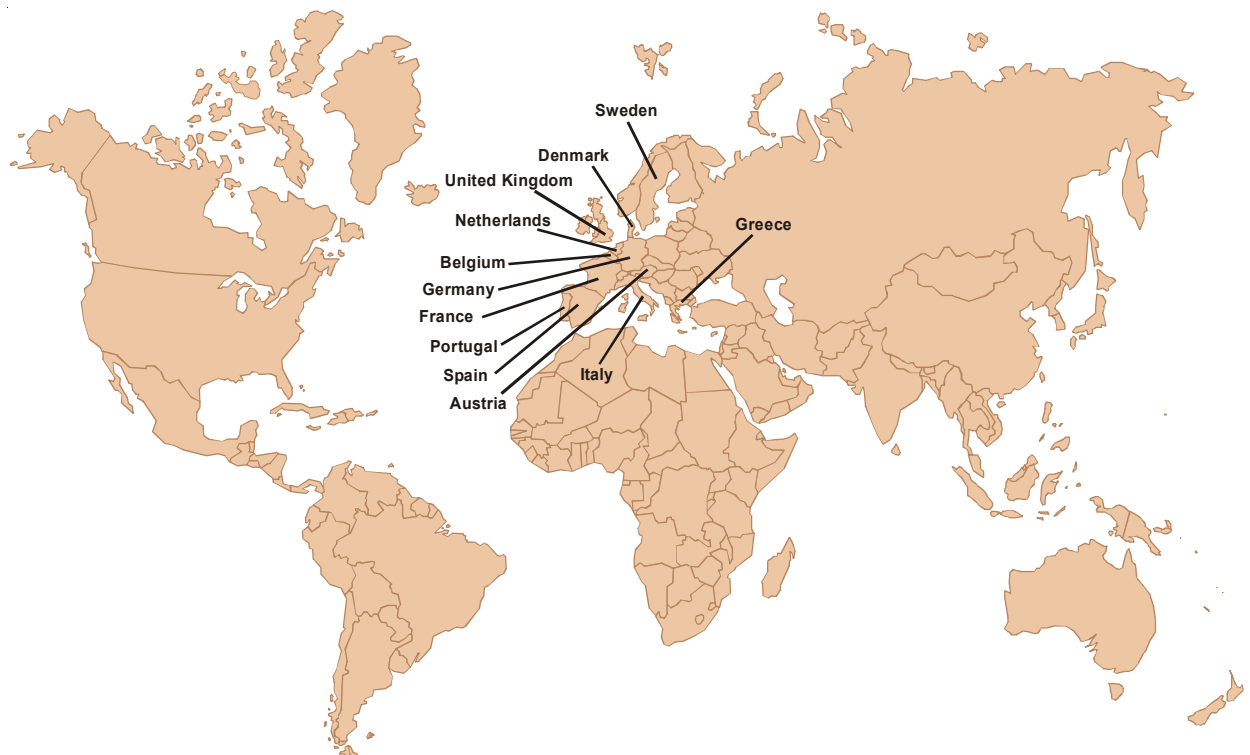 Sweden
Denmark
United Kingdom
Netherlands
Greece
Belgium
Germany
France
Portugal
Spain
Italy
Austria